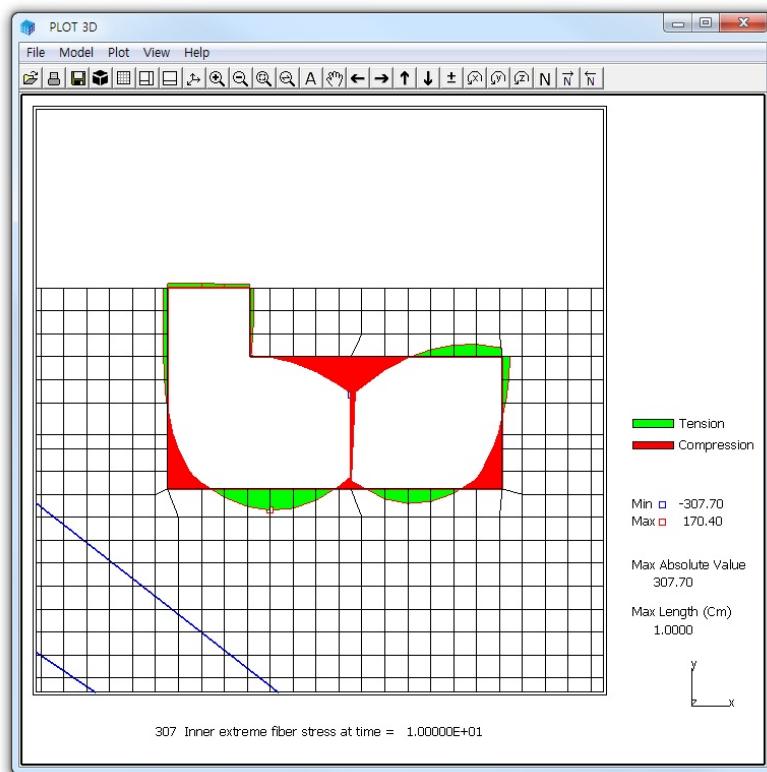 PLOT 3D
File Model Plot View Help
A ± x y z N N N
Tension
Compression
Min -307.70
Max 170.40
Max Absolute Value
307.70
Max Length (Cm)
1.0000
y
z x
307 Inner extreme fiber stress at time = 1.00000E+01